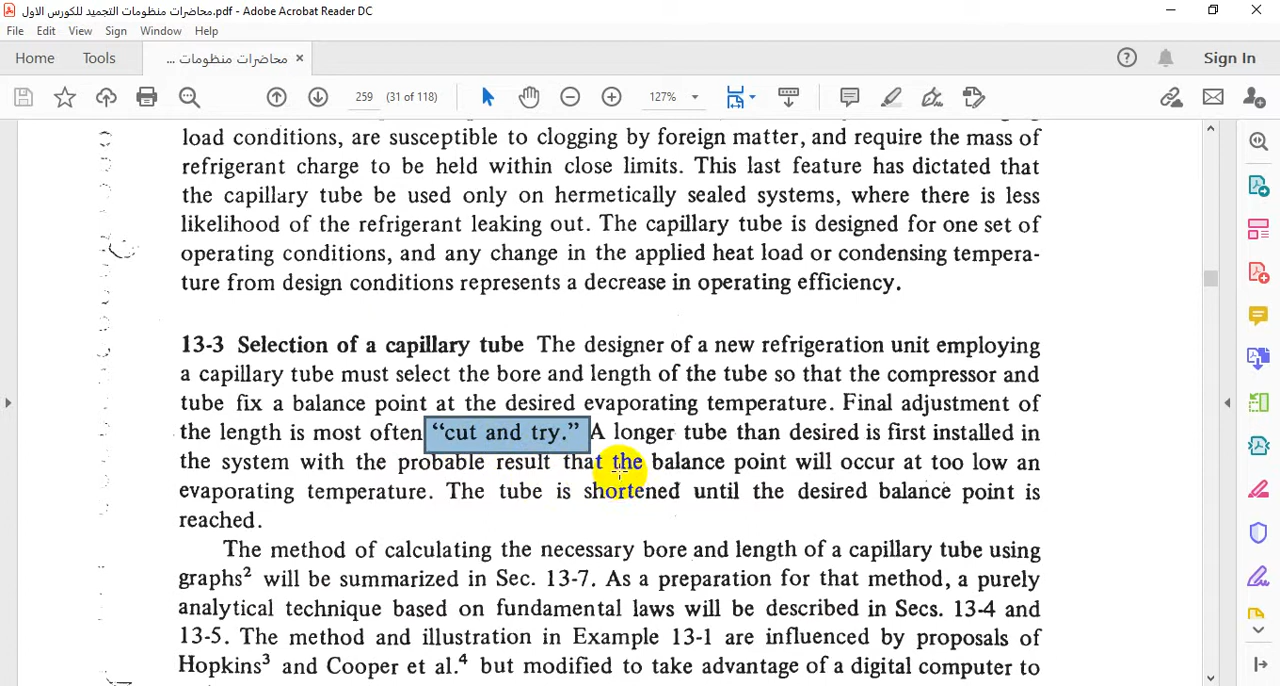 محاضرات منظومات التجميد للكورس الاول.pdf - Adobe Acrobat Reader DC
File Edit View Sign Window Help
Home Tools محاضرات منظومات ... × Sign In
259 (31 of 118) 127%
load conditions, are susceptible to clogging by foreign matter, and require the mass of
refrigerant charge to be held within close limits. This last feature has dictated that
the capillary tube be used only on hermetically sealed systems, where there is less
likelihood of the refrigerant leaking out. The capillary tube is designed for one set of
operating conditions, and any change in the applied heat load or condensing tempera-
ture from design conditions represents a decrease in operating efficiency.
13-3 Selection of a capillary tube The designer of a new refrigeration unit employing
a capillary tube must select the bore and length of the tube so that the compressor and
tube fix a balance point at the desired evaporating temperature. Final adjustment of
the length is most often “cut and try.” A longer tube than desired is first installed in
the system with the probable result that the balance point will occur at too low an
evaporating temperature. The tube is shortened until the desired balance point is
reached.
The method of calculating the necessary bore and length of a capillary tube using
graphs² will be summarized in Sec. 13-7. As a preparation for that method, a purely
analytical technique based on fundamental laws will be described in Secs. 13-4 and
13-5. The method and illustration in Example 13-1 are influenced by proposals of
Hopkins³ and Cooper et al.⁴ but modified to take advantage of a digital computer to